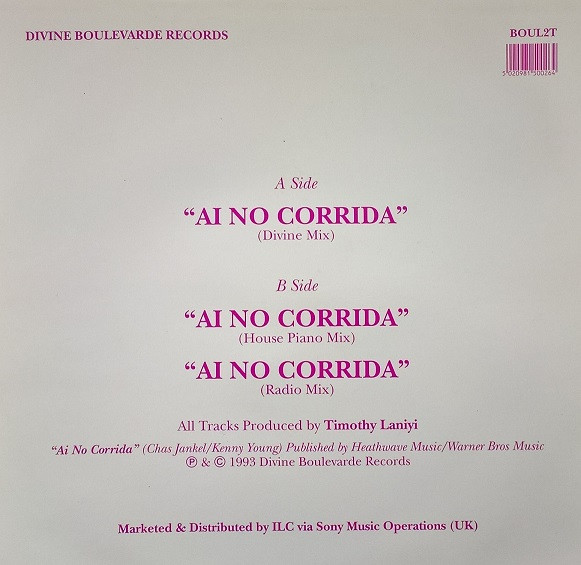 DIVINE BOULEVARDE RECORDS
BOUL2T
5 020981 500264
A Side
“AI NO CORRIDA”
(Divine Mix)
B Side
“AI NO CORRIDA”
(House Piano Mix)
“AI NO CORRIDA”
(Radio Mix)
All Tracks Produced by Timothy Laniyi
“Ai No Corrida” (Chas Jankel/Kenny Young) Published by Heathwave Music/Warner Bros Music
℗ & © 1993 Divine Boulevarde Records
Marketed & Distributed by ILC via Sony Music Operations (UK)